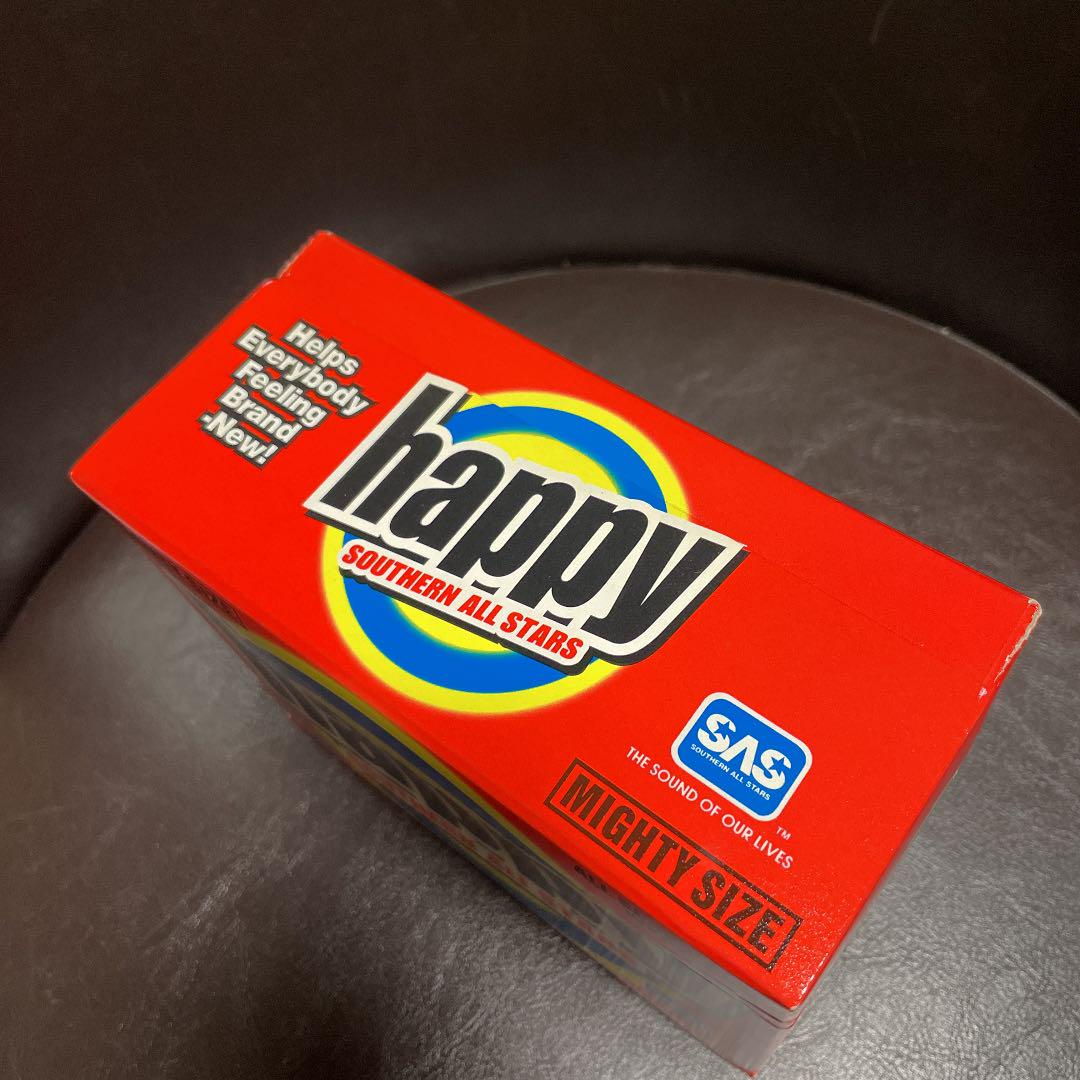 Helps
Everybody
Feeling
Brand
-New!
happy
SOUTHERN ALL STARS
SAS
SOUTHERN ALL STARS
TM
THE SOUND OF OUR LIVES
MIGHTY SIZE